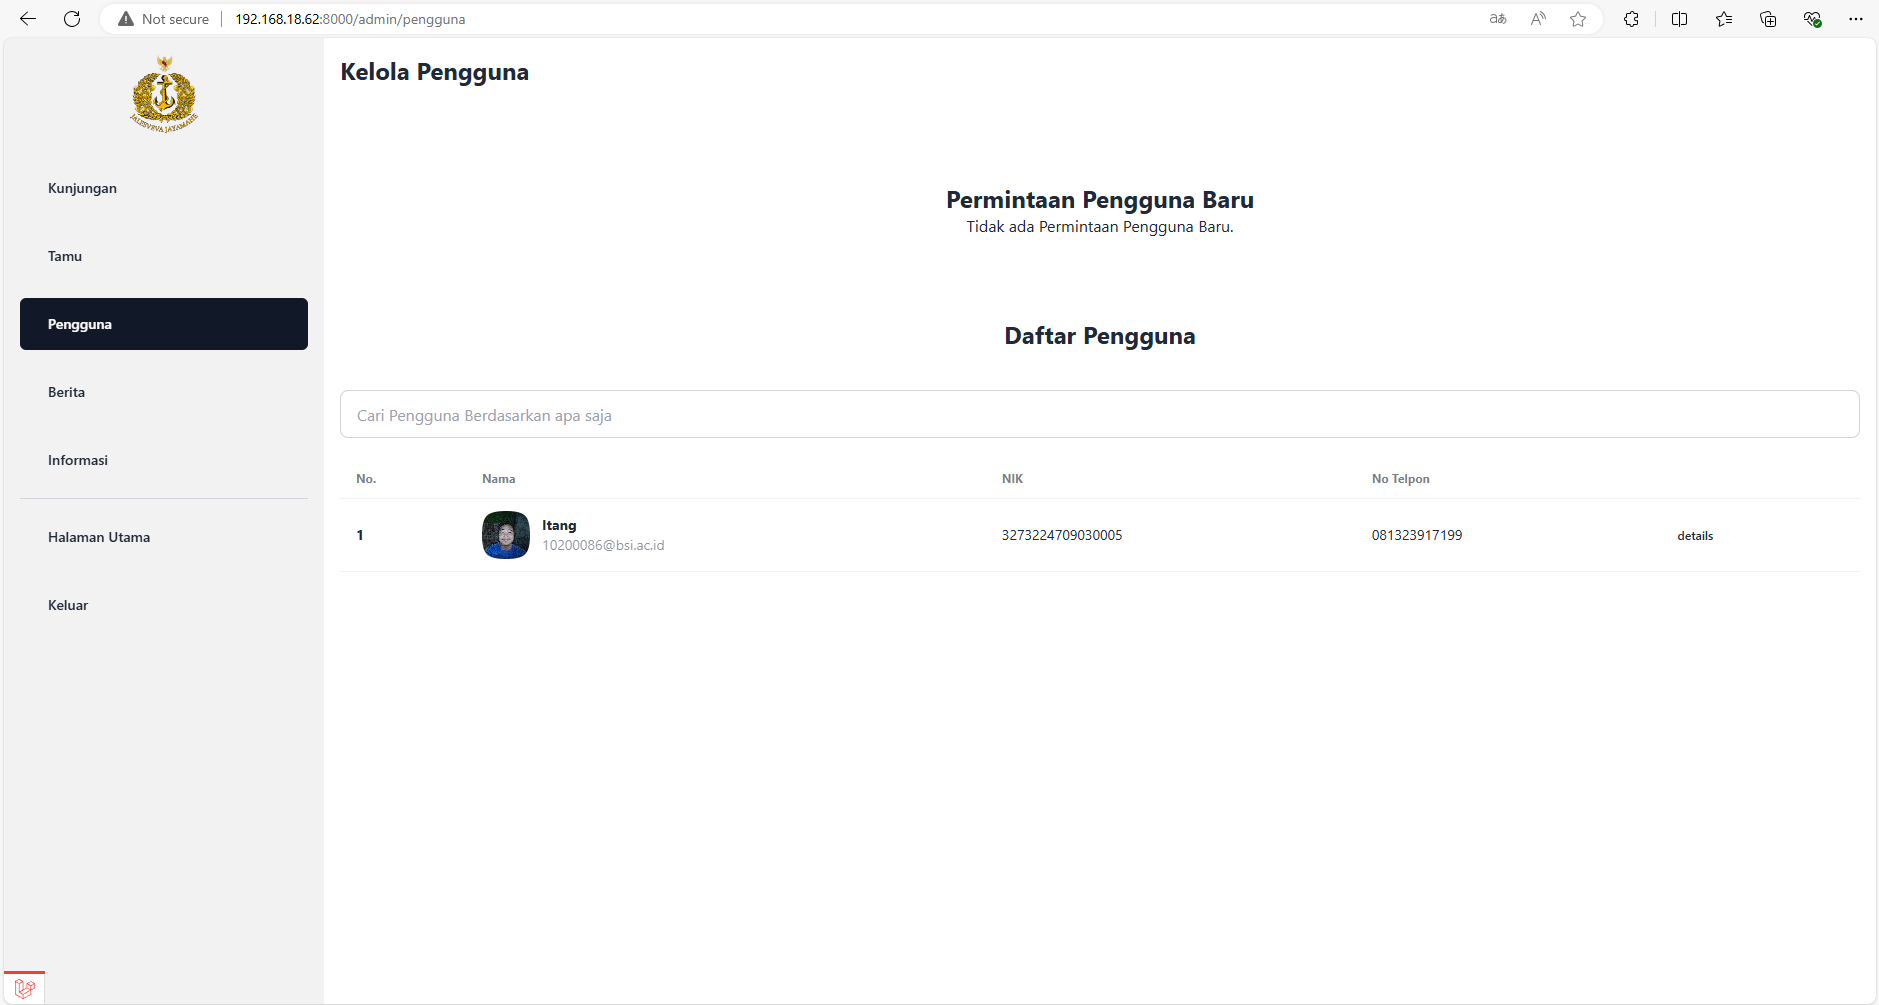 Not secure
192.168.18.62:8000/admin/pengguna
JALESVEVA JAYAMAHE
Kunjungan
Tamu
Pengguna
Berita
Informasi
Halaman Utama
Keluar
Kelola Pengguna
Permintaan Pengguna Baru
Tidak ada Permintaan Pengguna Baru.
Daftar Pengguna
Cari Pengguna Berdasarkan apa saja
No. Nama NIK No Telpon
1 Itang 3273224709030005 081323917199 details
10200086@bsi.ac.id